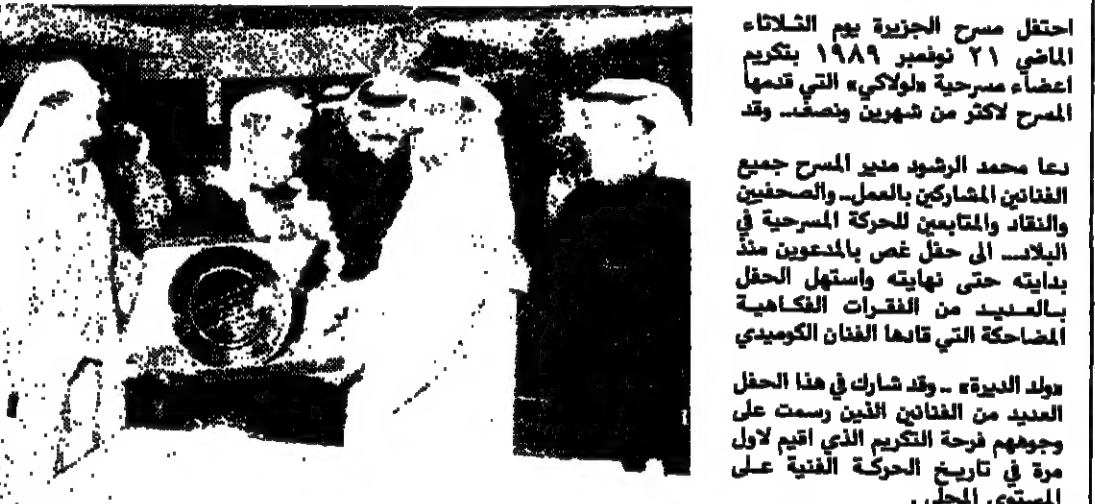 احتفل مسرح الجزيرة يوم الثلاثاء
الماضي ٢١ نوفمبر ١٩٨٩ بتكريم
اعضاء مسرحية «لولاكي» التي قدمها
المسرح لاكثر من شهرين ونصف.. وقد
دعا محمد الرشود مدير المسرح جميع
الفنانين المشاركين بالعمل.. والصحفيين
والنقاد والمتابعين للحركة المسرحية في
البلاد... الى حفل غص بالمدعوين منذ
بدايته حتى نهايته واستهل الحفل
بالعديد من الفقرات الفكاهية
المضاحكة التي قادها الفنان الكوميدي
«ولد الديرة» .. وقد شارك في هذا الحفل
العديد من الفنانين الذين رسمت على
وجوههم فرحة التكريم الذي اقيم لاول
مرة في تاريخ الحركة الفنية على
المستوى المحلي .